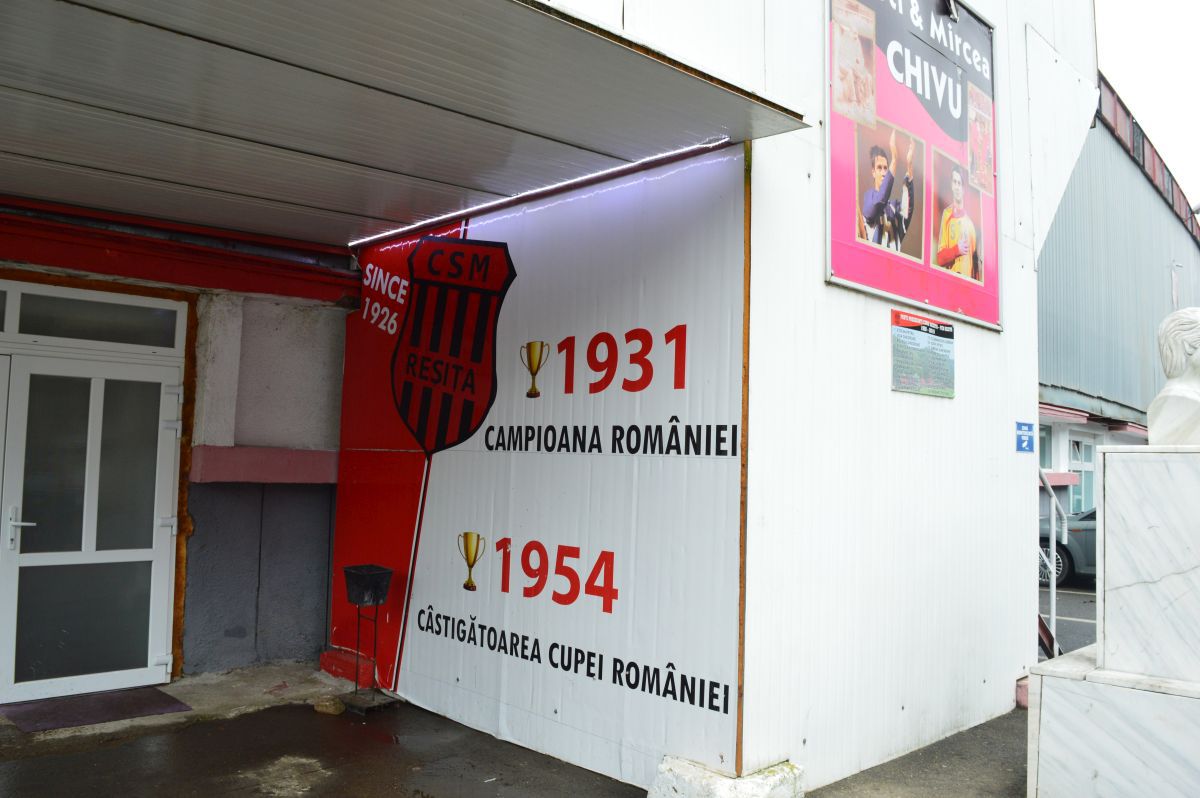 & Mircea
CHIVU
SINCE
1926
CSM
RESITA
1931
CAMPIOANA ROMÂNIEI
1954
CÂSTIGĂTOAREA CUPEI ROMÂNIEI